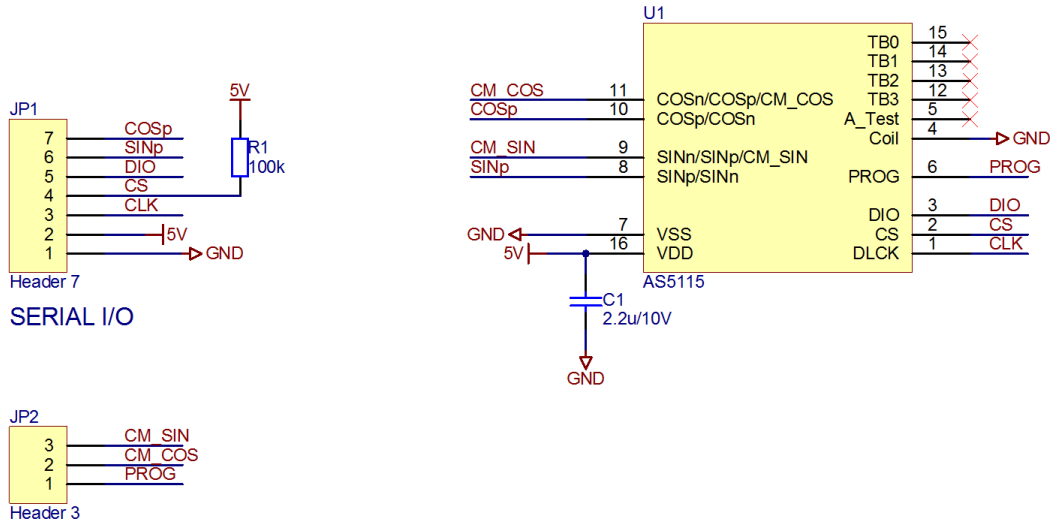 JP1
7 COSp
6 SINp
5 DIO
4 CS
3 CLK
2 5V
1 GND
Header 7
5V
R1
100k
SERIAL I/O
JP2
3 CM_SIN
2 CM_COS
1 PROG
Header 3
U1
CM_COS 11 COSn/COSp/CM_COS
COSp 10 COSp/COSn
CM_SIN 9 SINn/SINp/CM_SIN
SINp 8 SINp/SINn
GND 7 VSS
5V 16 VDD
TB0 15
TB1 14
TB2 13
TB3 12
A_Test 5
Coil 4 GND
PROG 6 PROG
DIO 3 DIO
CS 2 CS
DLCK 1 CLK
AS5115
C1
2.2u/10V
GND